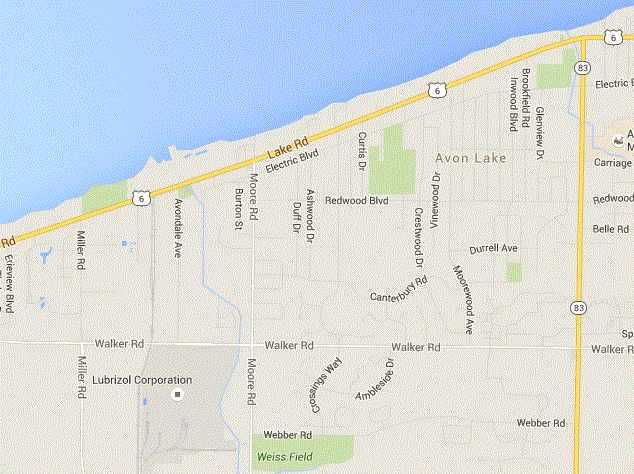 6
83
Electric B
Brookfield Rd
Inwood Blvd
6
Glenview Dr
A
M
Lake Rd
Electric Blvd
Curtis Dr
Avon Lake
Carriage
Moore Rd
Vinewood Dr
6
Avondale Ave
Burton St
Ashwood Dr
Duff Dr
Redwood Blvd
Redwood
Crestwood Dr
Belle Rd
Rd
Miller Rd
Erieview Blvd
Durrell Ave
Moorewood Ave
Canterbury Rd
83
Walker Rd
Walker Rd
Walker Rd
Sp
Walker R
Miller Rd
Lubrizol Corporation
Moore Rd
Crossings Way
Ambleside Dr
Webber Rd
Webber Rd
Weiss Field